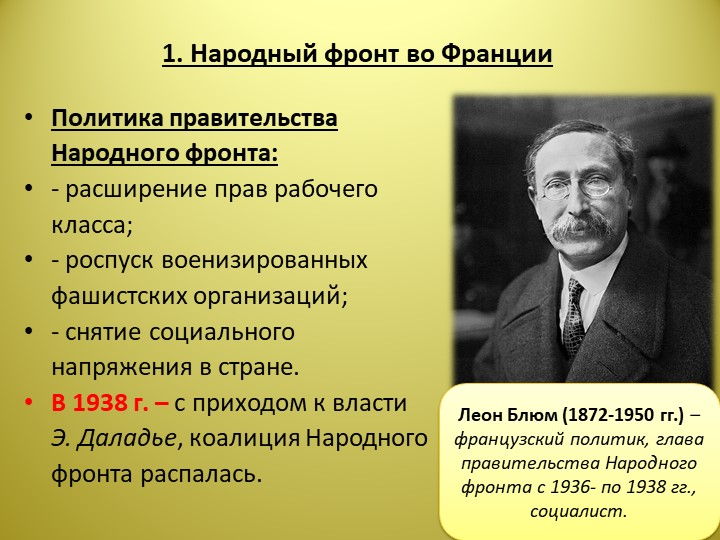 1. Народный фронт во Франции
• Политика правительства
Народного фронта:
• - расширение прав рабочего
класса;
• - роспуск военизированных
фашистских организаций;
• - снятие социального
напряжения в стране.
• В 1938 г. – с приходом к власти
Э. Даладье, коалиция Народного
фронта распалась.
Леон Блюм (1872-1950 гг.) –
французский политик, глава
правительства Народного
фронта с 1936- по 1938 гг.,
социалист.